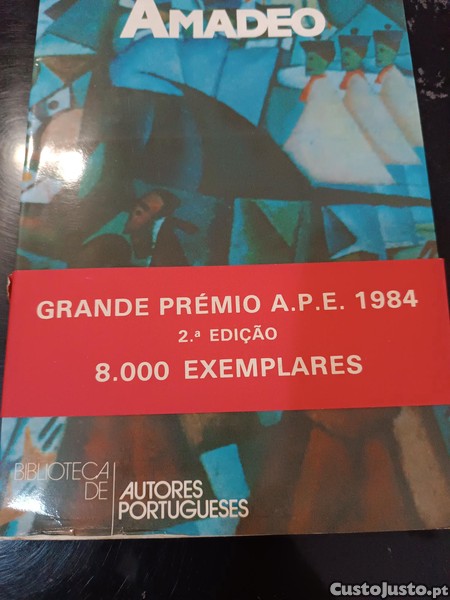 AMADEO
GRANDE PRÉMIO A.P.E. 1984
2.ª EDIÇÃO
8.000 EXEMPLARES
BIBLIOTECA
DE
AUTORES
PORTUGUESES
CustoJusto.pt